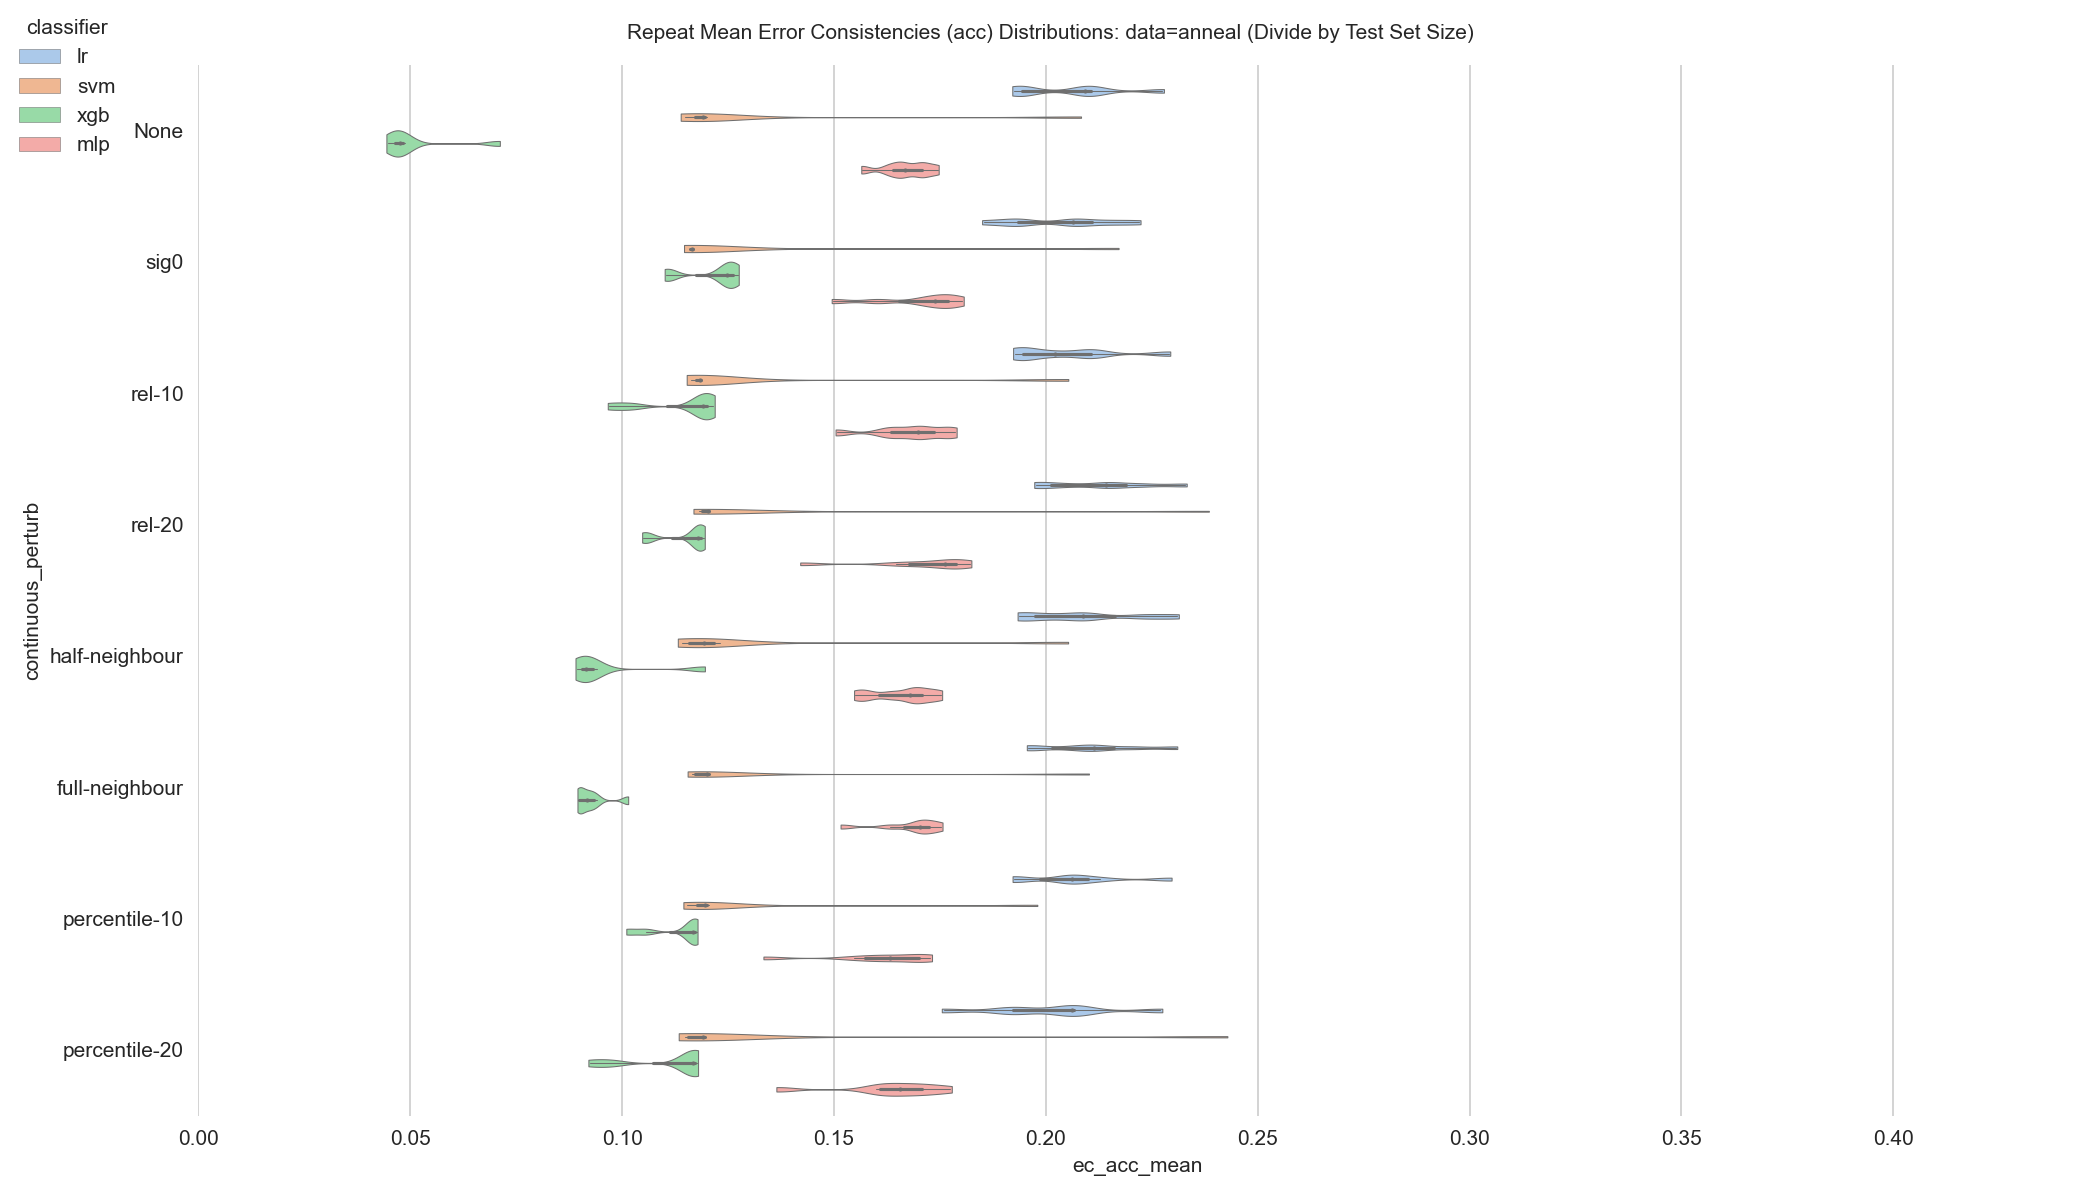 Repeat Mean Error Consistencies (acc) Distributions: data=anneal (Divide by Test Set Size)
classifier
lr
svm
xgb
mlp
continuous_perturb
None
sig0
rel-10
rel-20
half-neighbour
full-neighbour
percentile-10
percentile-20
0.00 0.05 0.10 0.15 0.20 0.25 0.30 0.35 0.40
ec_acc_mean